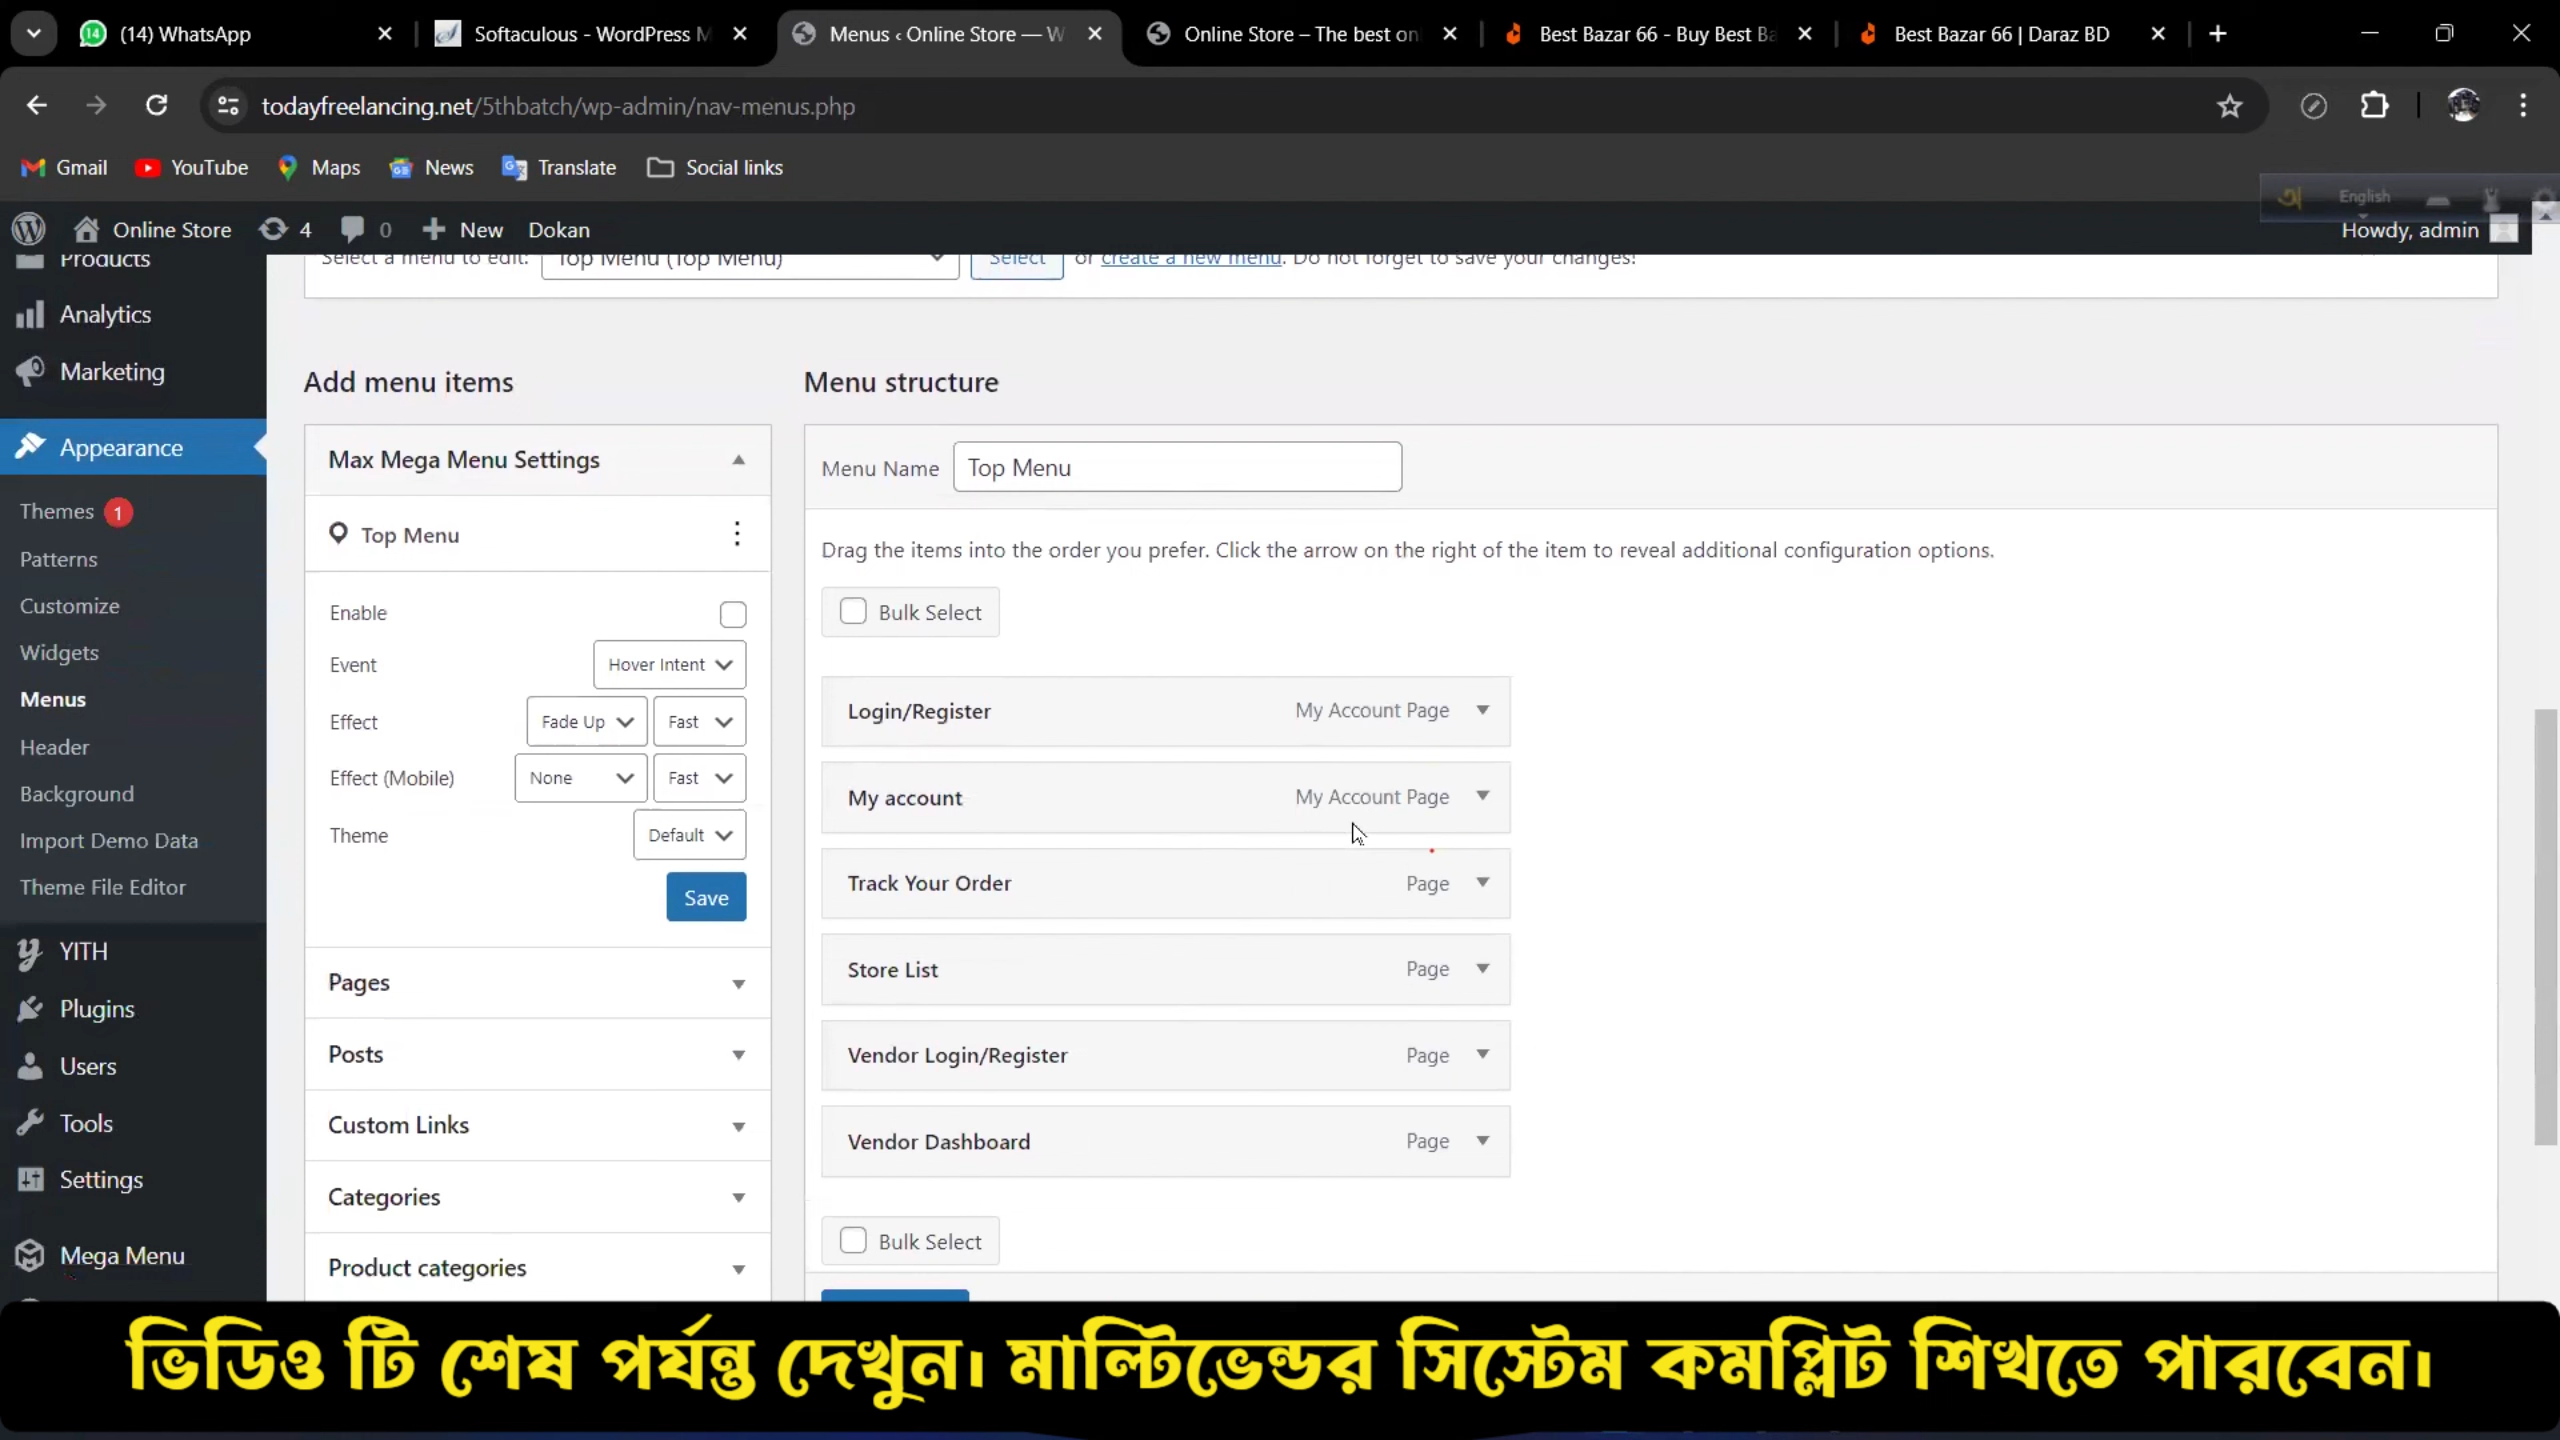 (14) WhatsApp
Softaculous - WordPress M
Menus ‹ Online Store — W
Online Store – The best on
Best Bazar 66 - Buy Best Ba
Best Bazar 66 | Daraz BD
todayfreelancing.net/5thbatch/wp-admin/nav-menus.php
Gmail
YouTube
Maps
News
Translate
Social links
English
Online Store
4
0
New
Dokan
Howdy, admin
Products
Analytics
Marketing
Appearance
Themes 1
Patterns
Customize
Widgets
Menus
Header
Background
Import Demo Data
Theme File Editor
YITH
Plugins
Users
Tools
Settings
Mega Menu
Select a menu to edit: Top Menu (Top Menu) Select or create a new menu. Do not forget to save your changes!
Add menu items
Max Mega Menu Settings
Top Menu
Enable
Event Hover Intent
Effect Fade Up Fast
Effect (Mobile) None Fast
Theme Default
Save
Pages
Posts
Custom Links
Categories
Product categories
Menu structure
Menu Name Top Menu
Drag the items into the order you prefer. Click the arrow on the right of the item to reveal additional configuration options.
Bulk Select
Login/Register My Account Page
My account My Account Page
Track Your Order Page
Store List Page
Vendor Login/Register Page
Vendor Dashboard Page
Bulk Select
ভিডিও টি শেষ পর্যন্ত দেখুন। মাল্টিভেন্ডর সিস্টেম কমপ্লিট শিখতে পারবেন।